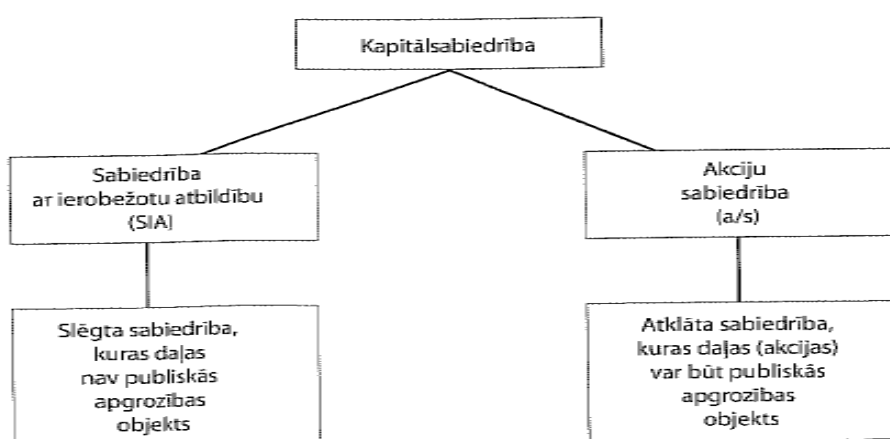 Kapitālsabiedrība
Sabiedrība
ar ierobežotu atbildību
(SIA)
Akciju
sabiedrība
(a/s)
Slēgta sabiedrība,
kuras daļas
nav publiskās
apgrozības
objekts
Atklāta sabiedrība,
kuras daļas (akcijas)
var būt publiskās
apgrozības
objekts